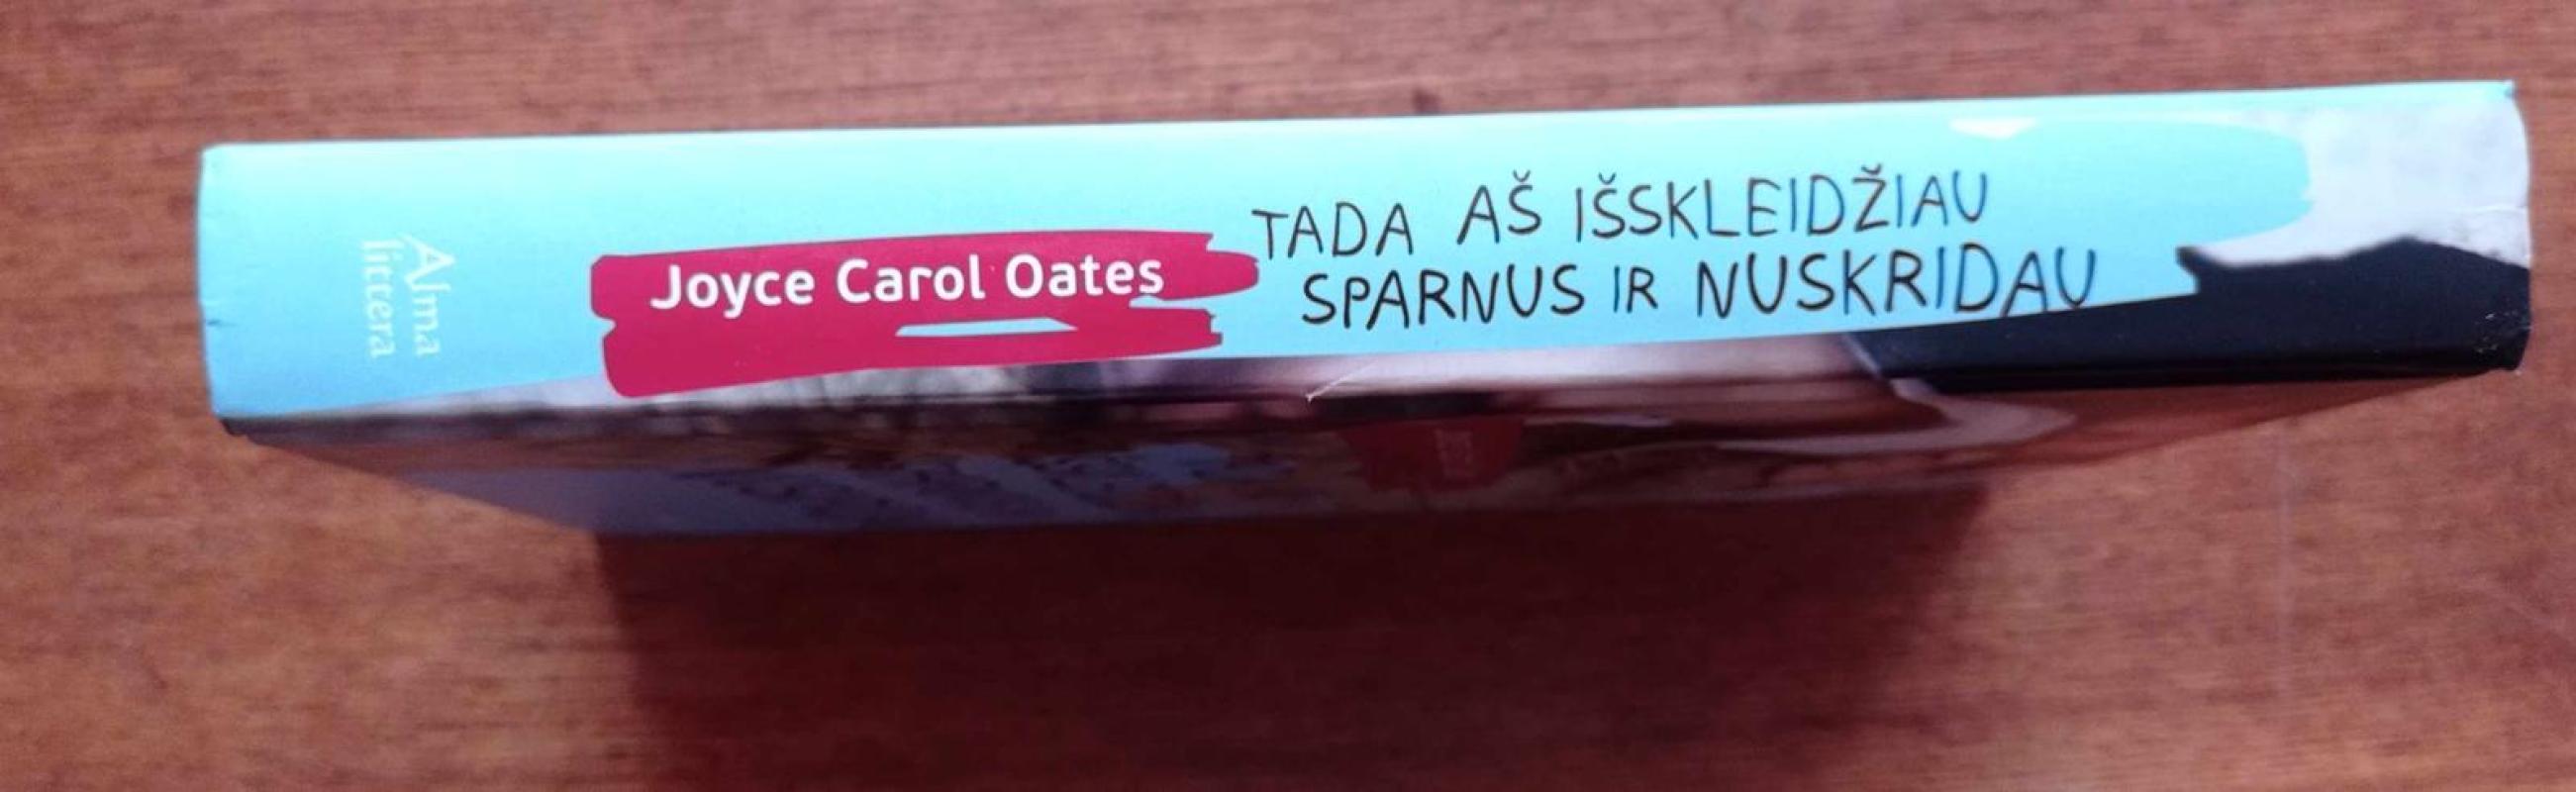 Alma
littera
Joyce Carol Oates
TADA AŠ IŠSKLEIDŽIAU
SPARNUS IR NUSKRIDAU